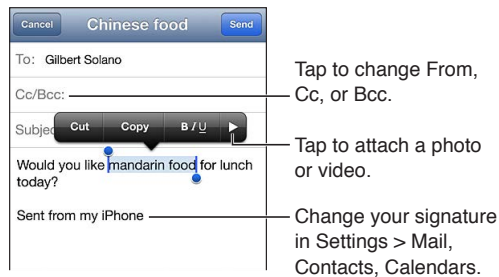 Cancel Chinese food Send
To: Gilbert Solano
Cc/Bcc:
Subjec
Cut Copy B I U
Would you like mandarin food for lunch
today?
Sent from my iPhone
Tap to change From,
Cc, or Bcc.
Tap to attach a photo
or video.
Change your signature
in Settings > Mail,
Contacts, Calendars.